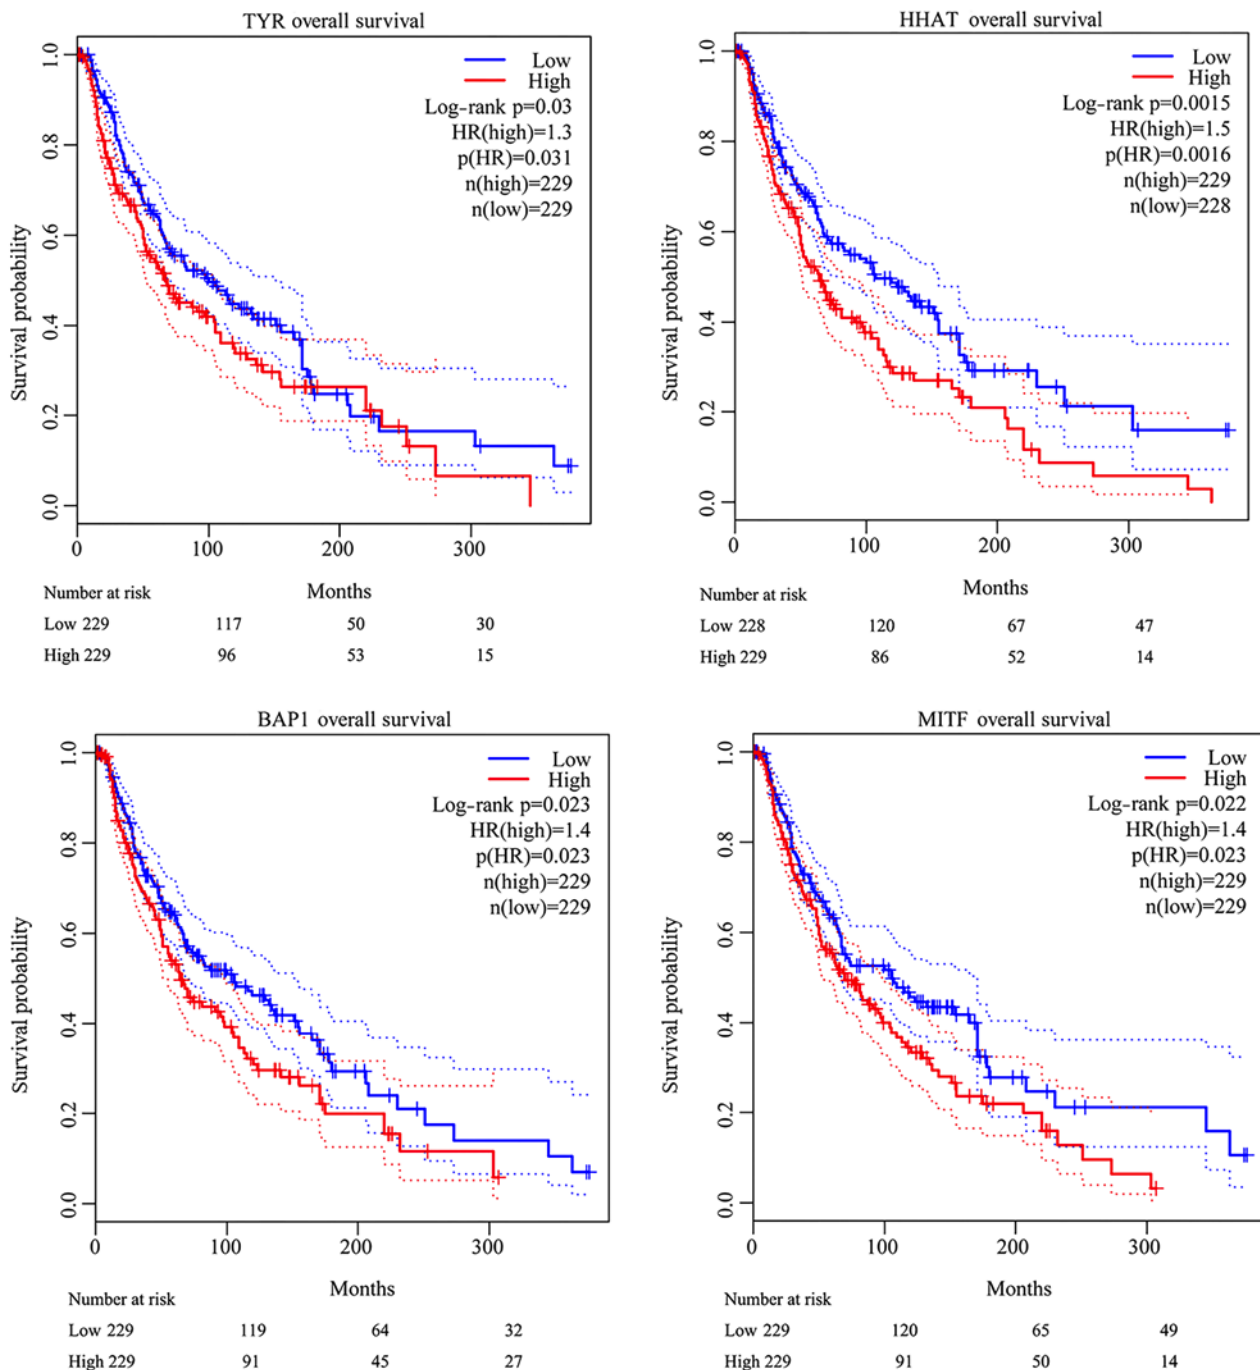 TYR overall survival
Low
High
Log-rank p=0.03
HR(high)=1.3
p(HR)=0.031
n(high)=229
n(low)=229
Survival probability
1.0
0.8
0.6
0.4
0.2
0.0
0 100 200 300
Months
Number at risk
Low 229 117 50 30
High 229 96 53 15
HHAT overall survival
Low
High
Log-rank p=0.0015
HR(high)=1.5
p(HR)=0.0016
n(high)=229
n(low)=228
Survival probability
1.0
0.8
0.6
0.4
0.2
0.0
0 100 200 300
Months
Number at risk
Low 228 120 67 47
High 229 86 52 14
BAP1 overall survival
Low
High
Log-rank p=0.023
HR(high)=1.4
p(HR)=0.023
n(high)=229
n(low)=229
Survival probability
1.0
0.8
0.6
0.4
0.2
0.0
0 100 200 300
Months
Number at risk
Low 229 119 64 32
High 229 91 45 27
MITF overall survival
Low
High
Log-rank p=0.022
HR(high)=1.4
p(HR)=0.023
n(high)=229
n(low)=229
Survival probability
1.0
0.8
0.6
0.4
0.2
0.0
0 100 200 300
Months
Number at risk
Low 229 120 65 49
High 229 91 50 14